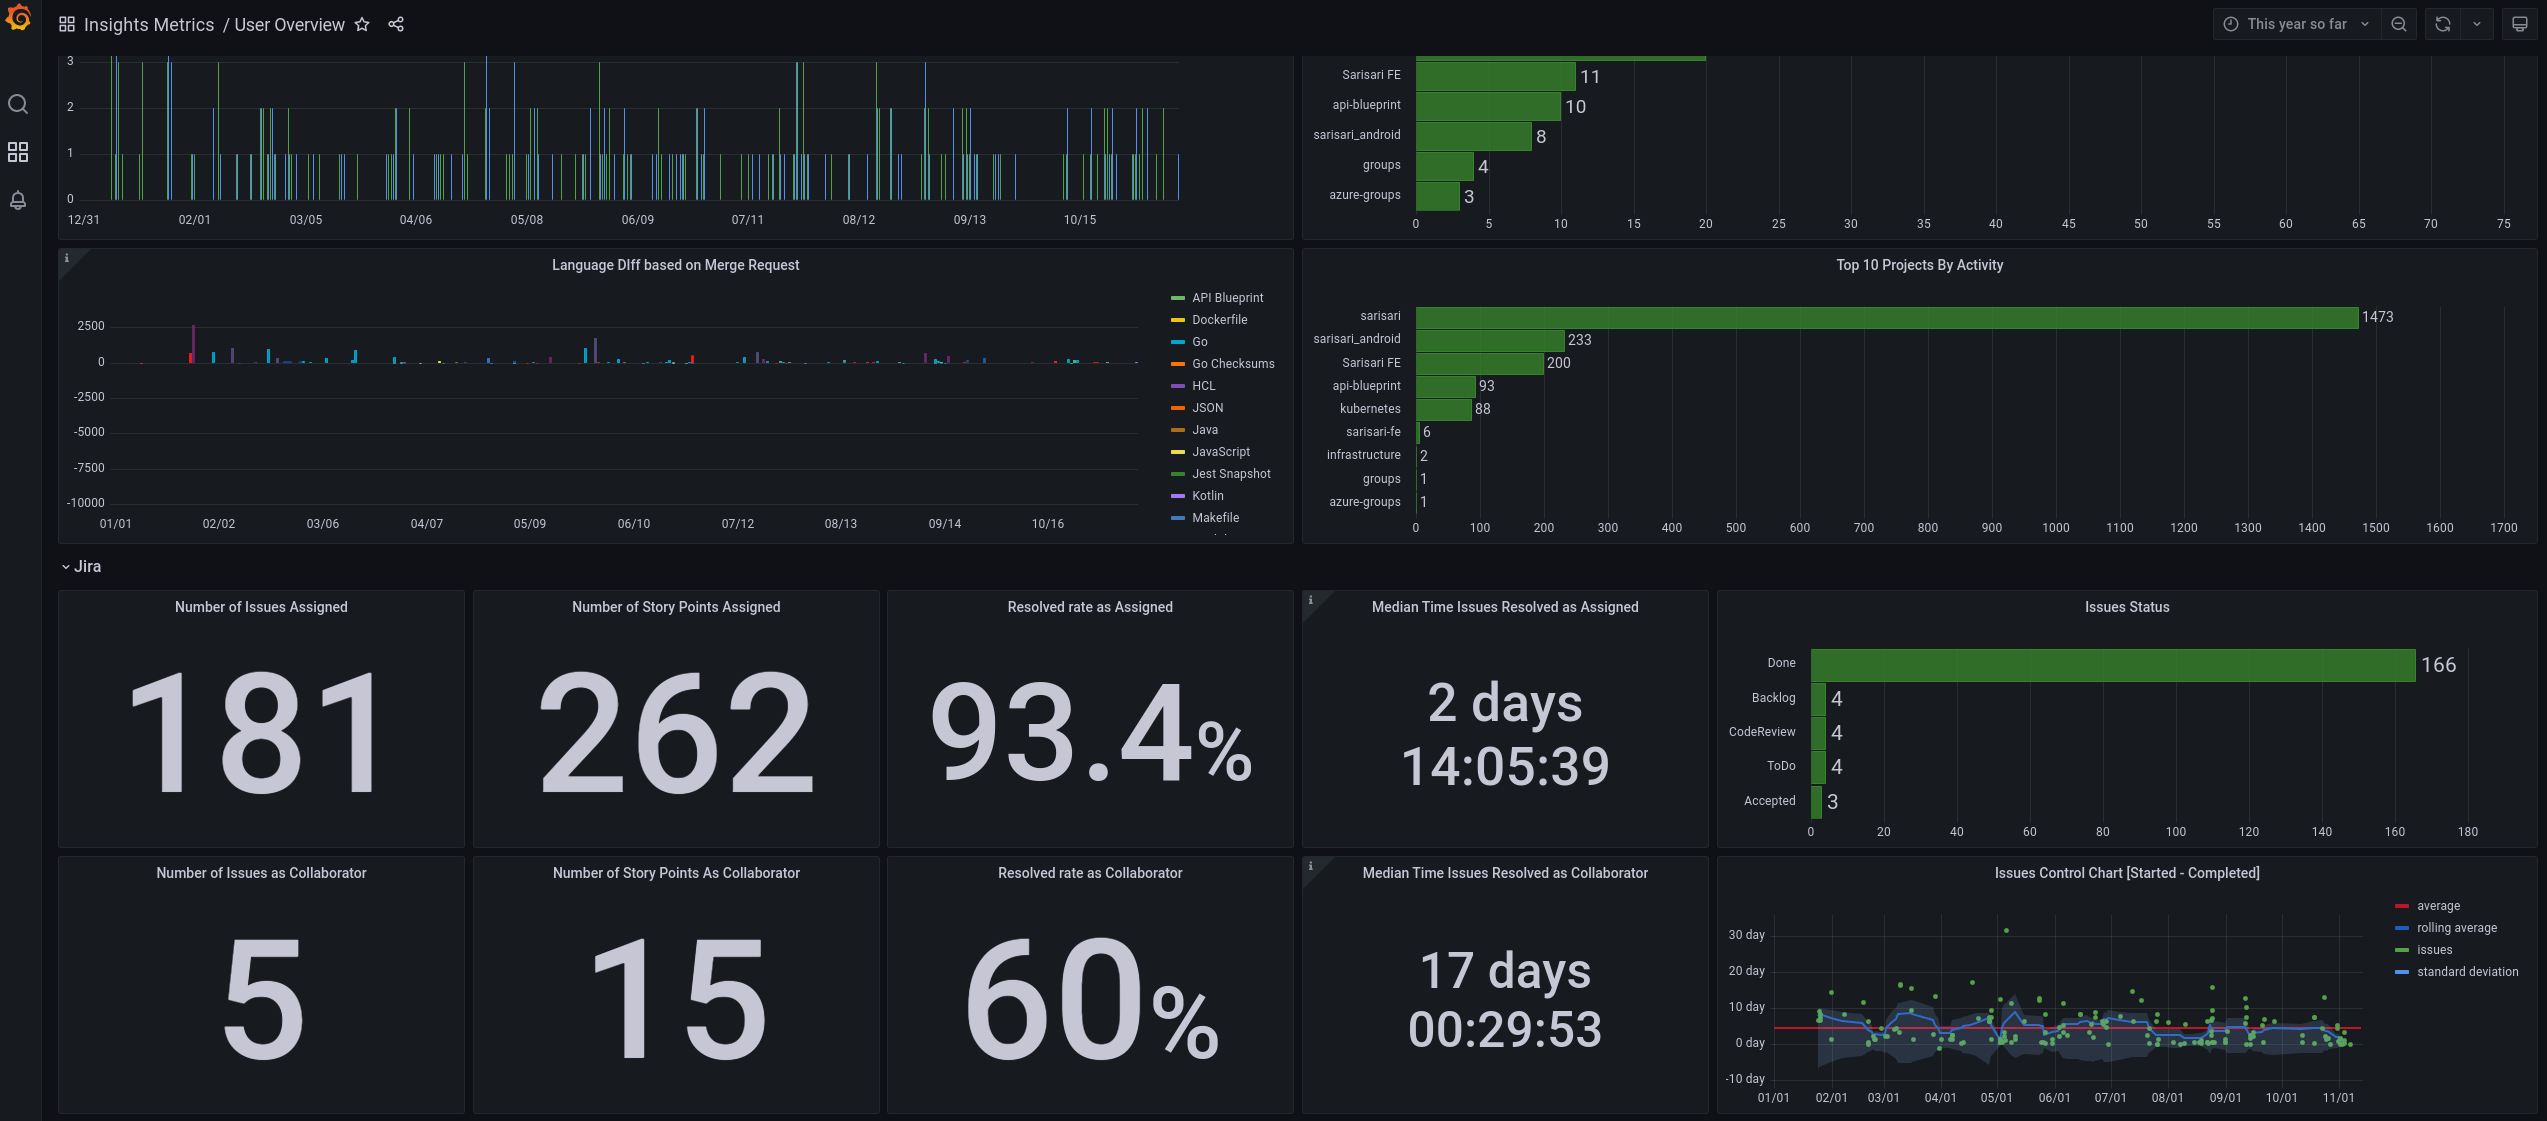 Insights Metrics / User Overview
This year so far
3
2
1
0
12/31 02/01 03/05 04/06 05/08 06/09 07/11 08/12 09/13 10/15
Sarisari FE 11
api-blueprint 10
sarisari_android 8
groups 4
azure-groups 3
0 5 10 15 20 25 30 35 40 45 50 55 60 65 70 75
Language DIff based on Merge Request
2500
0
-2500
-5000
-7500
-10000
01/01 02/02 03/06 04/07 05/09 06/10 07/12 08/13 09/14 10/16
API Blueprint
Dockerfile
Go
Go Checksums
HCL
JSON
Java
JavaScript
Jest Snapshot
Kotlin
Makefile
Top 10 Projects By Activity
sarisari 1473
sarisari_android 233
Sarisari FE 200
api-blueprint 93
kubernetes 88
sarisari-fe 6
infrastructure 2
groups 1
azure-groups 1
0 100 200 300 400 500 600 700 800 900 1000 1100 1200 1300 1400 1500 1600 1700
Jira
Number of Issues Assigned
181
Number of Story Points Assigned
262
Resolved rate as Assigned
93.4%
Median Time Issues Resolved as Assigned
2 days
14:05:39
Issues Status
Done 166
Backlog 4
CodeReview 4
ToDo 4
Accepted 3
0 20 40 60 80 100 120 140 160 180
Number of Issues as Collaborator
5
Number of Story Points As Collaborator
15
Resolved rate as Collaborator
60%
Median Time Issues Resolved as Collaborator
17 days
00:29:53
Issues Control Chart [Started - Completed]
30 day
20 day
10 day
0 day
-10 day
01/01 02/01 03/01 04/01 05/01 06/01 07/01 08/01 09/01 10/01 11/01
average
rolling average
issues
standard deviation